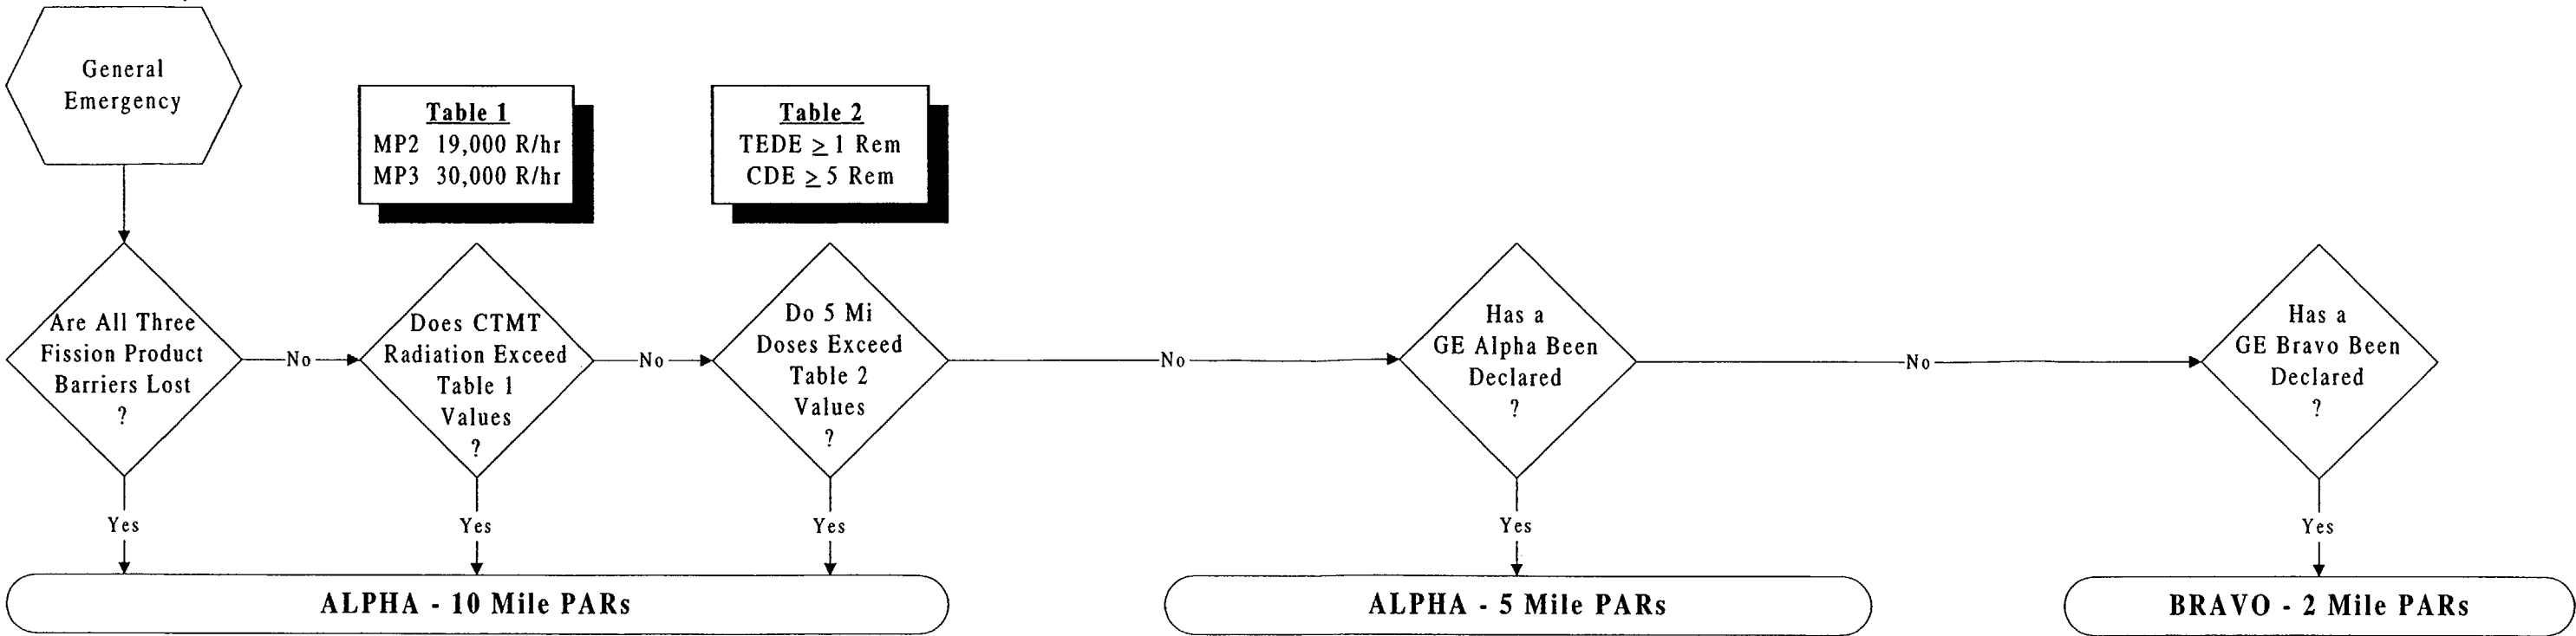 General
Emergency
Table 1
MP2 19,000 R/hr
MP3 30,000 R/hr
Table 2
TEDE ≥ 1 Rem
CDE ≥ 5 Rem
Are All Three
Fission Product
Barriers Lost
?
No
Does CTMT
Radiation Exceed
Table 1
Values
?
No
Do 5 Mi
Doses Exceed
Table 2
Values
?
No
Has a
GE Alpha Been
Declared
?
No
Has a
GE Bravo Been
Declared
?
Yes
Yes
Yes
Yes
Yes
ALPHA - 10 Mile PARs
ALPHA - 5 Mile PARs
BRAVO - 2 Mile PARs